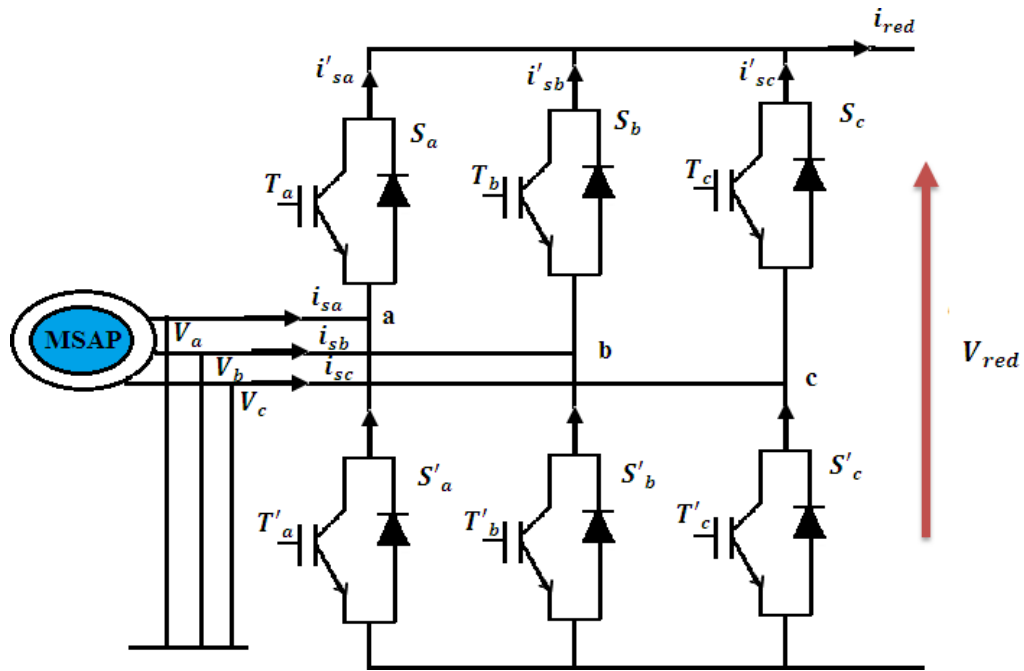 i_red
i'_sa
i'_sb
i'_sc
S_a
S_b
S_c
T_a
T_b
T_c
MSAP
i_sa
a
V_a
i_sb
b
V_b
i_sc
c
V_c
V_red
S'_a
S'_b
S'_c
T'_a
T'_b
T'_c